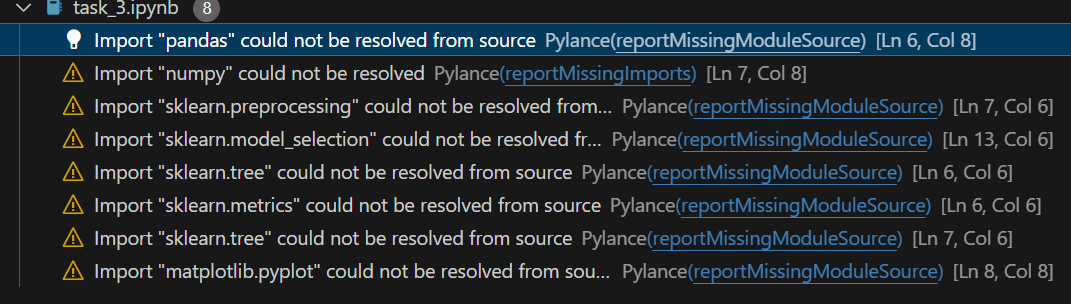 task_3.ipynb 8
Import "pandas" could not be resolved from source Pylance(reportMissingModuleSource) [Ln 6, Col 8]
Import "numpy" could not be resolved Pylance(reportMissingImports) [Ln 7, Col 8]
Import "sklearn.preprocessing" could not be resolved from... Pylance(reportMissingModuleSource) [Ln 7, Col 6]
Import "sklearn.model_selection" could not be resolved fr... Pylance(reportMissingModuleSource) [Ln 13, Col 6]
Import "sklearn.tree" could not be resolved from source Pylance(reportMissingModuleSource) [Ln 6, Col 6]
Import "sklearn.metrics" could not be resolved from source Pylance(reportMissingModuleSource) [Ln 6, Col 6]
Import "sklearn.tree" could not be resolved from source Pylance(reportMissingModuleSource) [Ln 7, Col 6]
Import "matplotlib.pyplot" could not be resolved from sou... Pylance(reportMissingModuleSource) [Ln 8, Col 8]